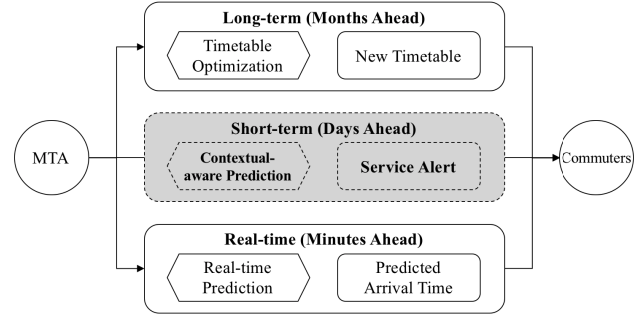 Long-term (Months Ahead)
Timetable
Optimization
New Timetable
Short-term (Days Ahead)
MTA
Contextual-
aware Prediction
Service Alert
Commuters
Real-time (Minutes Ahead)
Real-time
Prediction
Predicted
Arrival Time